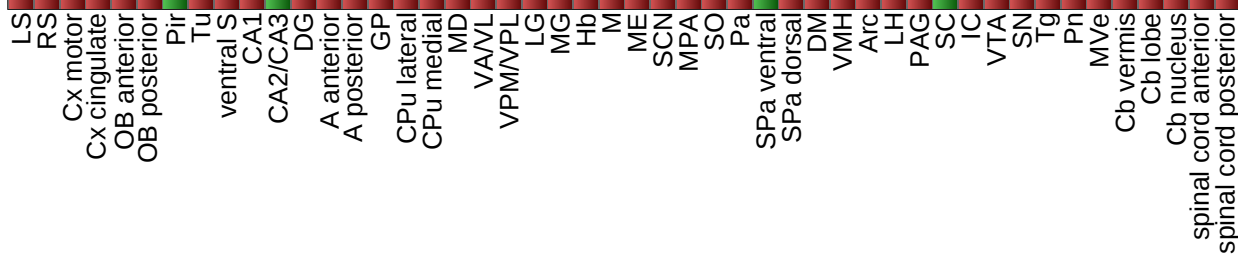 LS
RS
Cx motor
Cx cingulate
OB anterior
OB posterior
Pir
Tu
ventral S
CA1
CA2/CA3
DG
A anterior
A posterior
GP
CPu lateral
CPu medial
MD
VA/VL
VPM/VPL
LG
MG
Hb
M
ME
SCN
MPA
SO
Pa
SPa ventral
SPa dorsal
DM
VMH
Arc
LH
PAG
SC
IC
VTA
SN
Tg
Pn
MVe
Cb vermis
Cb lobe
Cb nucleus
spinal cord anterior
spinal cord posterior